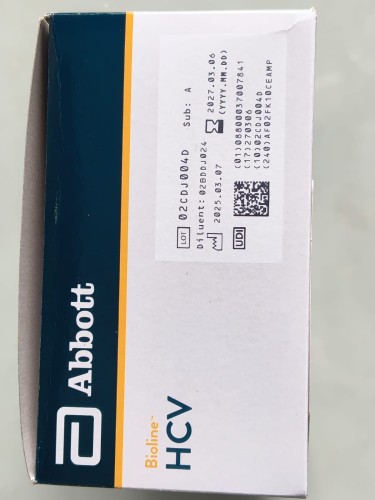 Abbott
Bioline™
HCV
LOT 02CDJ004D Sub: A
Diluent: 02BDDJ024
2025.03.07 2027.03.06
(YYYY.MM.DD)
UDI
(01)08800037007841
(17)270306
(10)02CDJ004D
(240)AF02FK10CEAMP